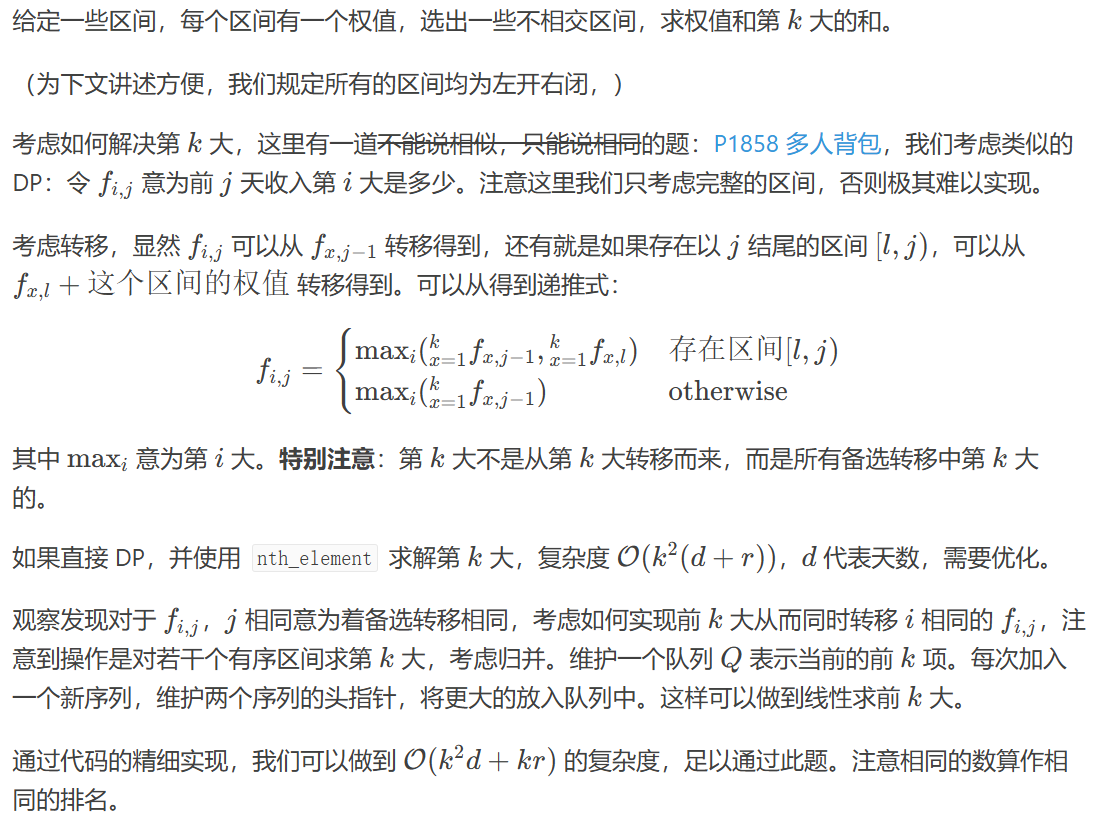 给定一些区间，每个区间有一个权值，选出一些不相交区间，求权值和第 k 大的和。
（为下文讲述方便，我们规定所有的区间均为左开右闭，）
考虑如何解决第 k 大，这里有一道不能说相似，只能说相同的题：P1858 多人背包，我们考虑类似的
DP：令 f_{i,j} 意为前 j 天收入第 i 大是多少。注意这里我们只考虑完整的区间，否则极其难以实现。
考虑转移，显然 f_{i,j} 可以从 f_{x,j−1} 转移得到，还有就是如果存在以 j 结尾的区间 [l, j)，可以从
f_{x,l} + 这个区间的权值 转移得到。可以从得到递推式：
f_{i,j} = { max_i(^k_{x=1} f_{x,j−1}, ^k_{x=1} f_{x,l}) 存在区间[l, j)
max_i(^k_{x=1} f_{x,j−1}) otherwise
其中 max_i 意为第 i 大。特别注意：第 k 大不是从第 k 大转移而来，而是所有备选转移中第 k 大
的。
如果直接 DP，并使用 nth_element 求解第 k 大，复杂度 O(k²(d + r))，d 代表天数，需要优化。
观察发现对于 f_{i,j}，j 相同意为着备选转移相同，考虑如何实现前 k 大从而同时转移 i 相同的 f_{i,j}，注
意到操作是对若干个有序区间求第 k 大，考虑归并。维护一个队列 Q 表示当前的前 k 项。每次加入
一个新序列，维护两个序列的头指针，将更大的放入队列中。这样可以做到线性求前 k 大。
通过代码的精细实现，我们可以做到 O(k²d + kr) 的复杂度，足以通过此题。注意相同的数算作相
同的排名。